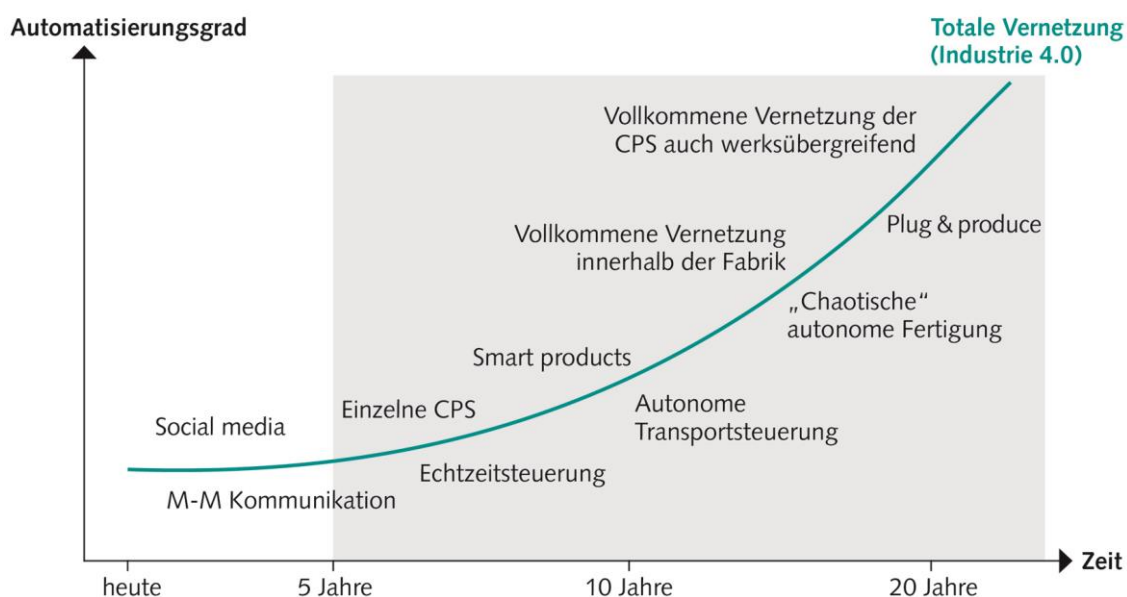 Automatisierungsgrad
Totale Vernetzung
(Industrie 4.0)
Vollkommene Vernetzung der
CPS auch werksübergreifend
Plug & produce
Vollkommene Vernetzung
innerhalb der Fabrik
„Chaotische“
autonome Fertigung
Smart products
Autonome
Transportsteuerung
Einzelne CPS
Social media
Echtzeitsteuerung
M-M Kommunikation
Zeit
heute
5 Jahre
10 Jahre
20 Jahre